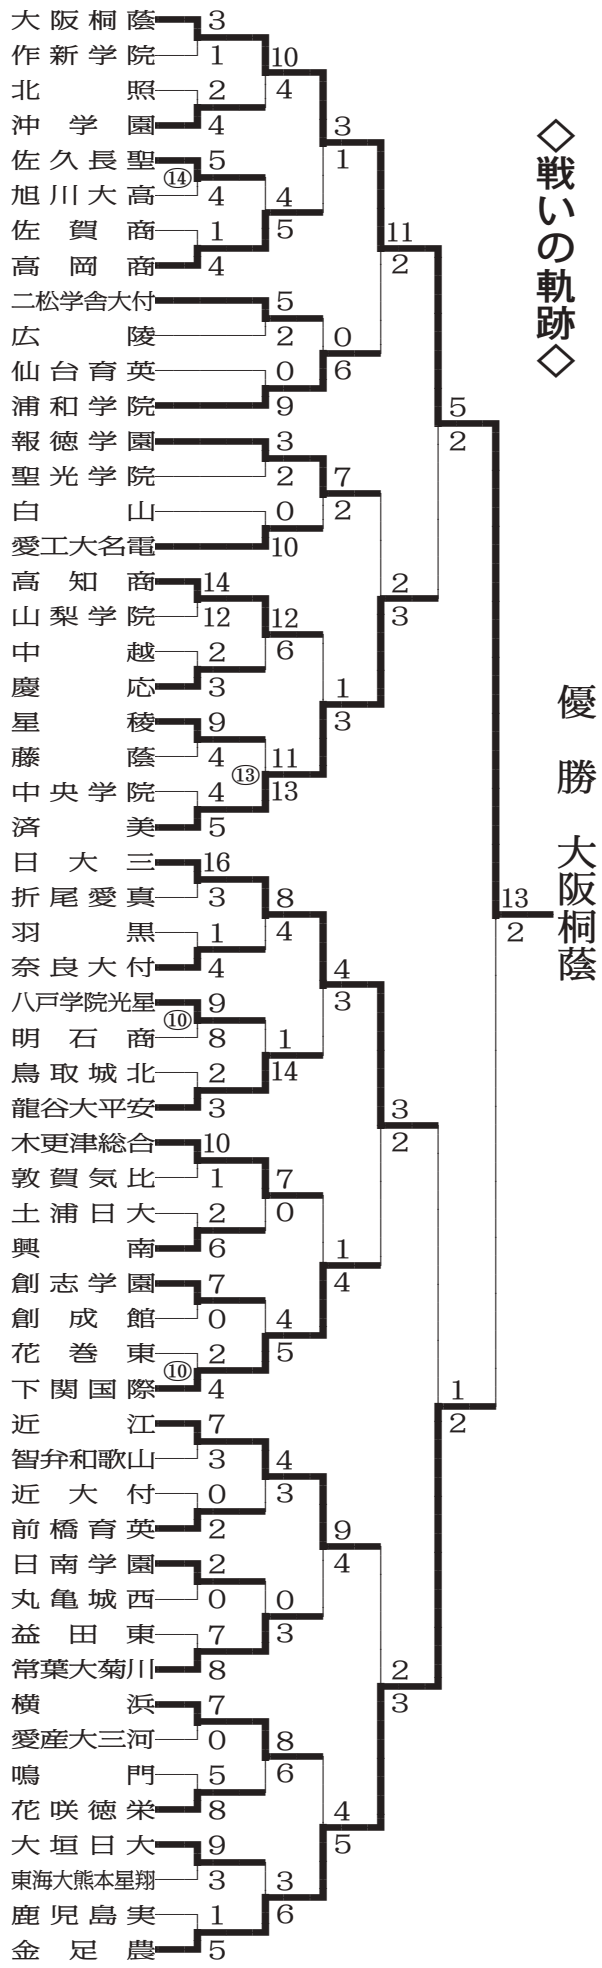 ◇戦いの軌跡◇
優勝 大阪桐蔭
大阪桐蔭 3
作新学院 1
10
北照 2
4
沖学園 4
3
佐久長聖 5
1
⑭
旭川大高 4
4
佐賀商 1
5
高岡商 4
11
2
二松学舎大付 5
広陵 2
0
仙台育英 0
6
浦和学院 9
5
2
報徳学園 3
聖光学院 2
7
白山 0
2
愛工大名電 10
高知商 14
2
山梨学院 12
3
12
中越 2
6
慶応 3
1
星稜 9
3
藤蔭 4
11
⑬
中央学院 4
13
済美 5
日大三 16
折尾愛真 3
8
13
羽黒 1
4
2
奈良大付 4
4
八戸学院光星 9
3
⑩
明石商 8
1
鳥取城北 2
14
龍谷大平安 3
3
木更津総合 10
2
敦賀気比 1
7
土浦日大 2
0
興南 6
1
創志学園 7
4
創成館 0
4
花巻東 2
5
⑩
下関国際 4
1
近江 7
2
智弁和歌山 3
4
近大付 0
3
前橋育英 2
9
日南学園 2
4
丸亀城西 0
0
益田東 7
3
常葉大菊川 8
2
横浜 7
3
愛産大三河 0
8
鳴門 5
6
花咲徳栄 8
4
大垣日大 9
5
東海大熊本星翔 3
3
鹿児島実 1
6
金足農 5